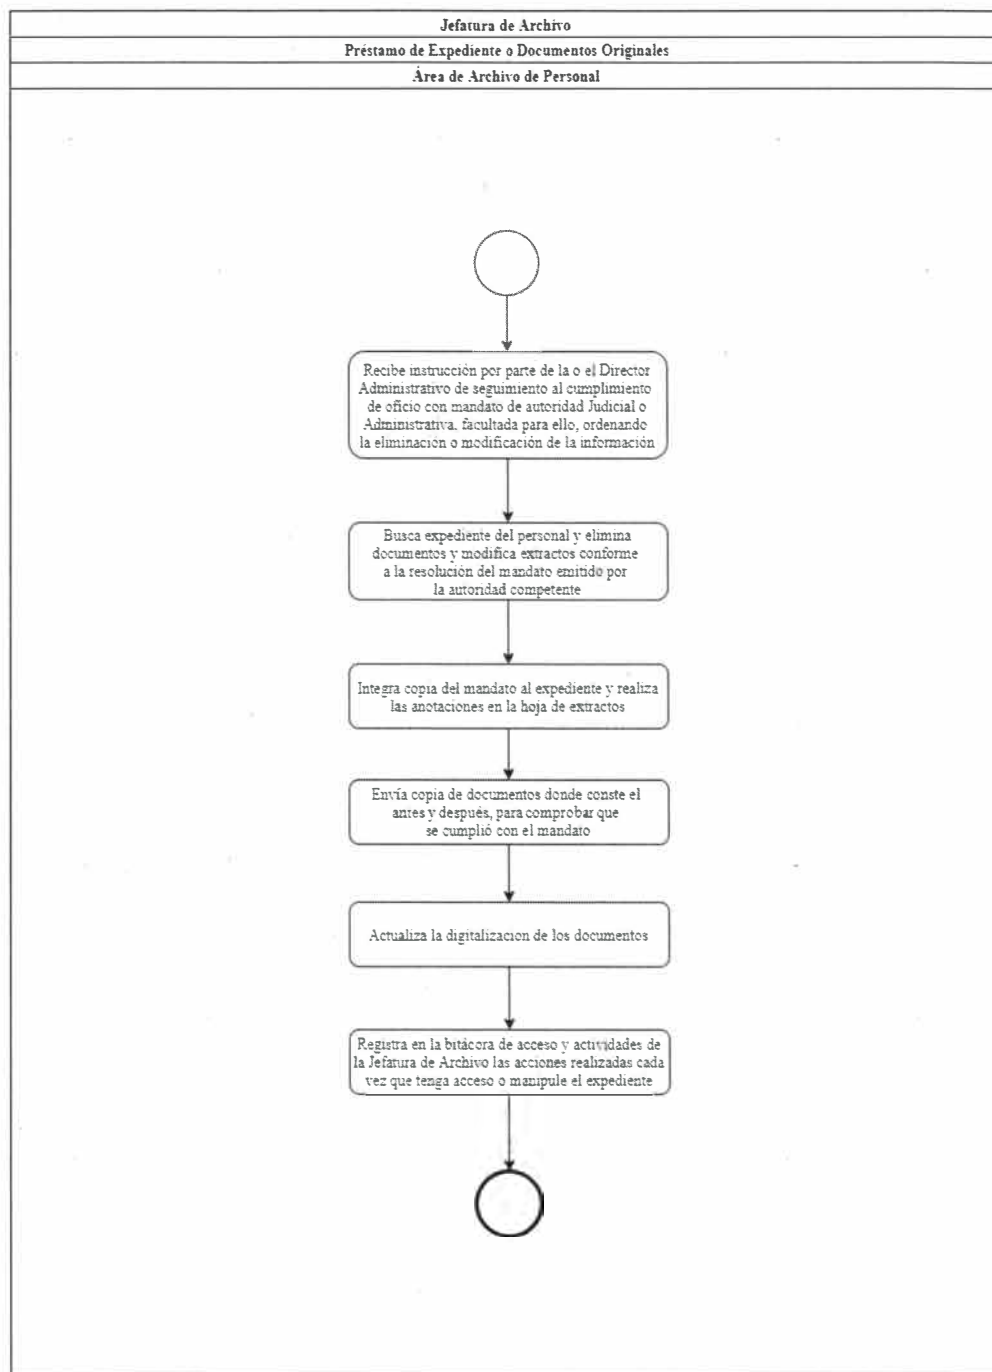 Jefatura de Archivo
Préstamo de Expediente o Documentos Originales
Área de Archivo de Personal
Recibe instrucción por parte de la o el Director
Administrativo de seguimiento al cumplimiento
de oficio con mandato de autoridad Judicial o
Administrativa, facultada para ello, ordenando
la eliminación o modificación de la información
Busca expediente del personal y elimina
documentos y modifica extractos conforme
a la resolución del mandato emitido por
la autoridad competente
Integra copia del mandato al expediente y realiza
las anotaciones en la hoja de extractos
Envía copia de documentos donde conste el
antes y después, para comprobar que
se cumplió con el mandato
Actualiza la digitalizacion de los documentos
Registra en la bitácora de acceso y actividades de
la Jefatura de Archivo las acciones realizadas cada
vez que tenga acceso o manipule el expediente